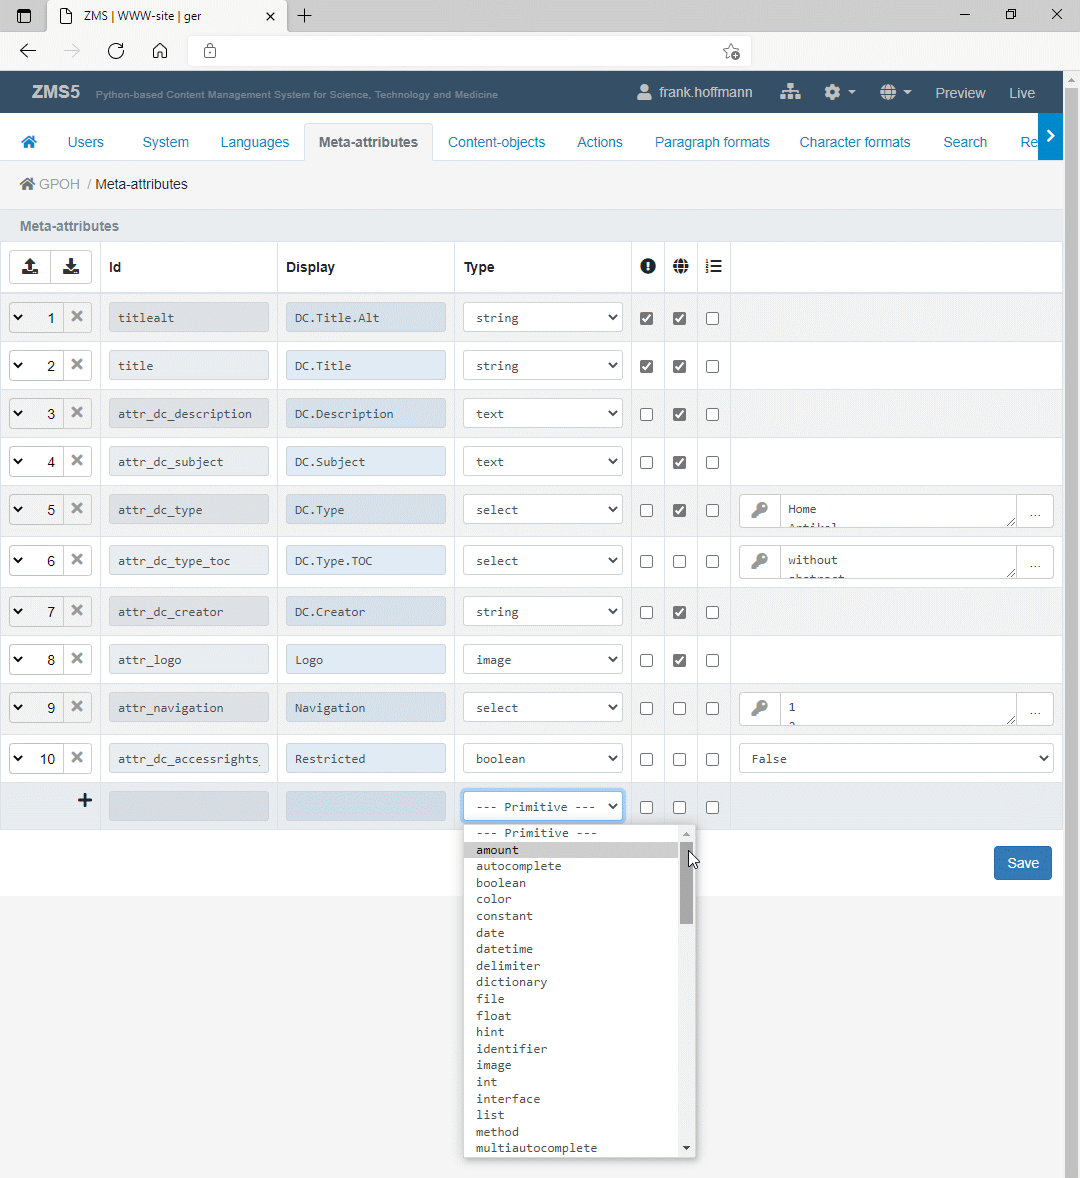 ZMS | WWW-site | ger
ZMS5 Python-based Content Management System for Science, Technology and Medicine frank.hoffmann Preview Live
Users System Languages Meta-attributes Content-objects Actions Paragraph formats Character formats Search Re
GPOH / Meta-attributes
Meta-attributes
Id Display Type
1 titlealt DC.Title.Alt string
2 title DC.Title string
3 attr_dc_description DC.Description text
4 attr_dc_subject DC.Subject text
5 attr_dc_type DC.Type select Home ...
Artikel
6 attr_dc_type_toc DC.Type.TOC select without ...
abstract
7 attr_dc_creator DC.Creator string
8 attr_logo Logo image
9 attr_navigation Navigation select 1 ...
10 attr_dc_accessrights_ Restricted boolean False
--- Primitive ---
--- Primitive ---
amount
autocomplete
boolean
color
constant
date
datetime
delimiter
dictionary
file
float
hint
identifier
image
int
interface
list
method
multiautocomplete
Save